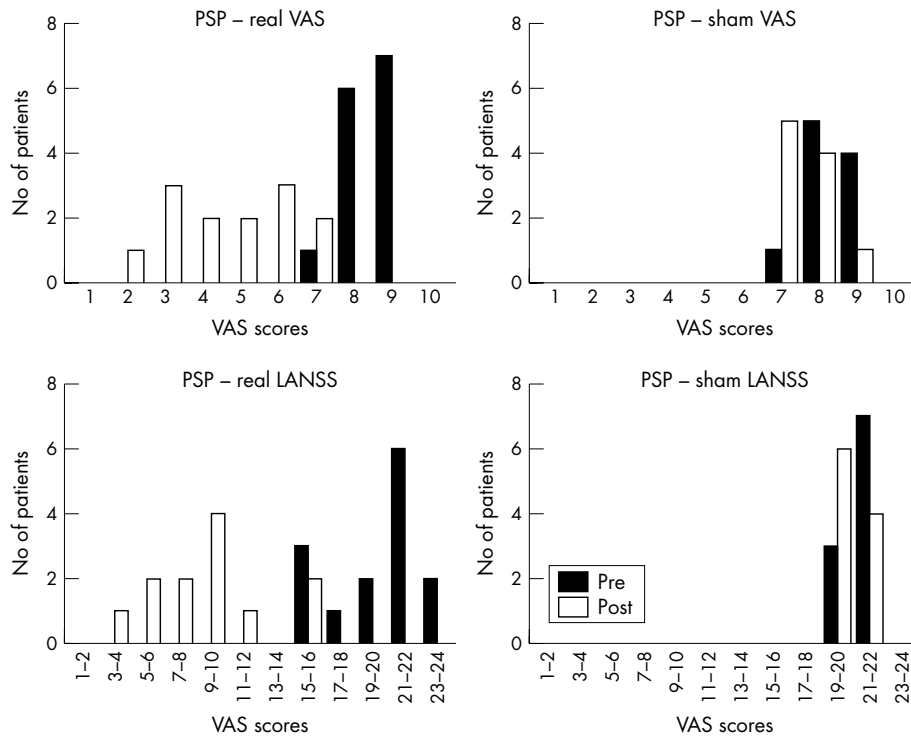 PSP – real VAS
8
6
4
2
0
No of patients
1 2 3 4 5 6 7 8 9 10
VAS scores
PSP – sham VAS
8
6
4
2
0
No of patients
1 2 3 4 5 6 7 8 9 10
VAS scores
PSP – real LANSS
8
6
4
2
0
No of patients
1–2
3–4
5–6
7–8
9–10
11–12
13–14
15–16
17–18
19–20
21–22
23–24
VAS scores
PSP – sham LANSS
8
6
4
2
0
No of patients
Pre
Post
1–2
3–4
5–6
7–8
9–10
11–12
13–14
15–16
17–18
19–20
21–22
23–24
VAS scores